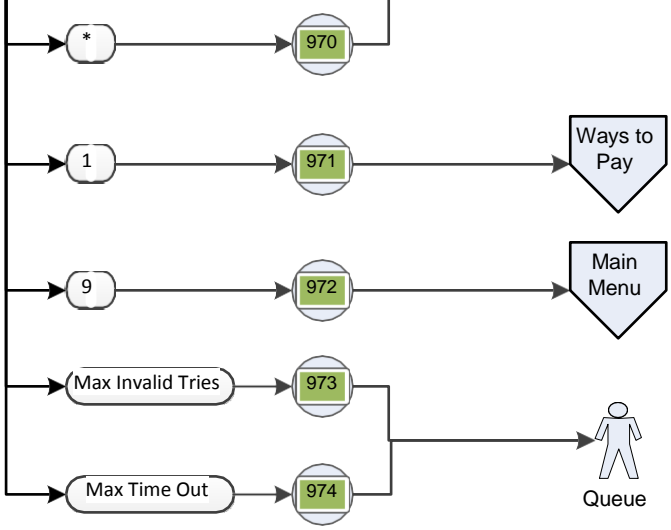 *
970
1
971
Ways to
Pay
9
972
Main
Menu
Max Invalid Tries
973
Max Time Out
974
Queue